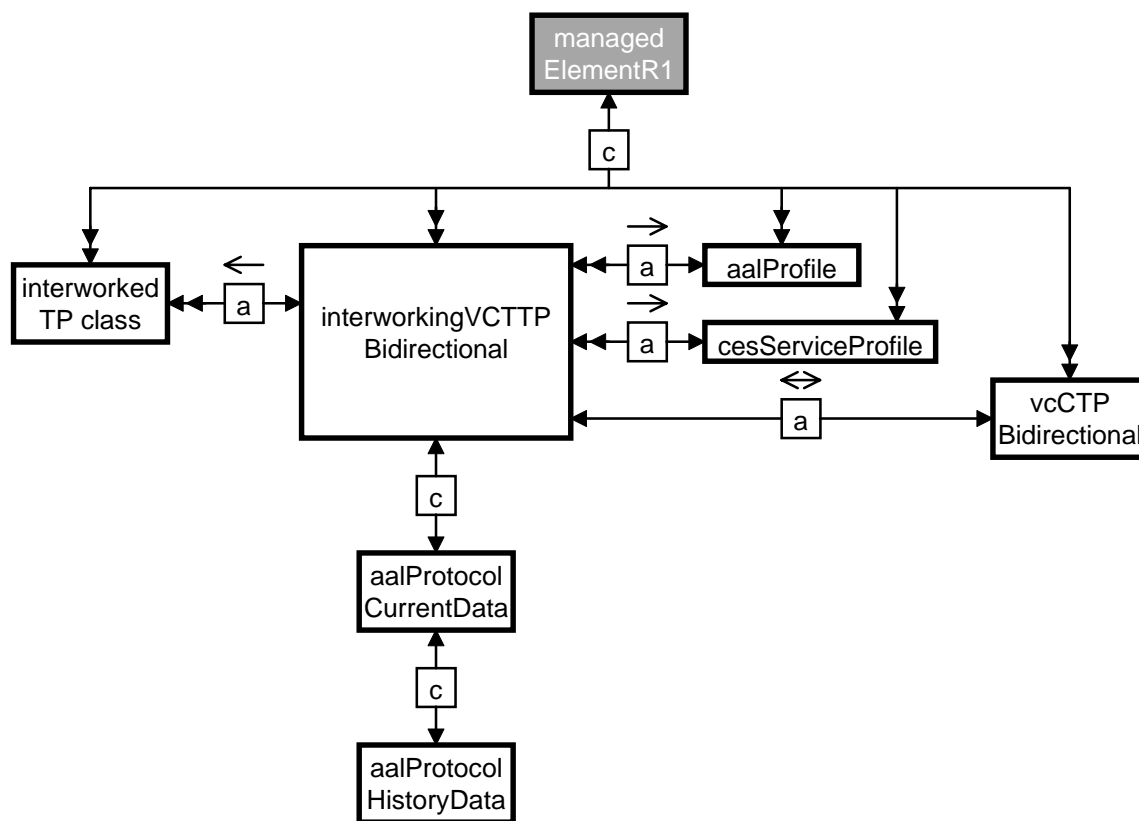 managed
ElementR1
c
interworked
TP class
a
interworkingVCTTP
Bidirectional
a
aalProfile
a
cesServiceProfile
a
vcCTP
Bidirectional
c
aalProtocol
CurrentData
c
aalProtocol
HistoryData